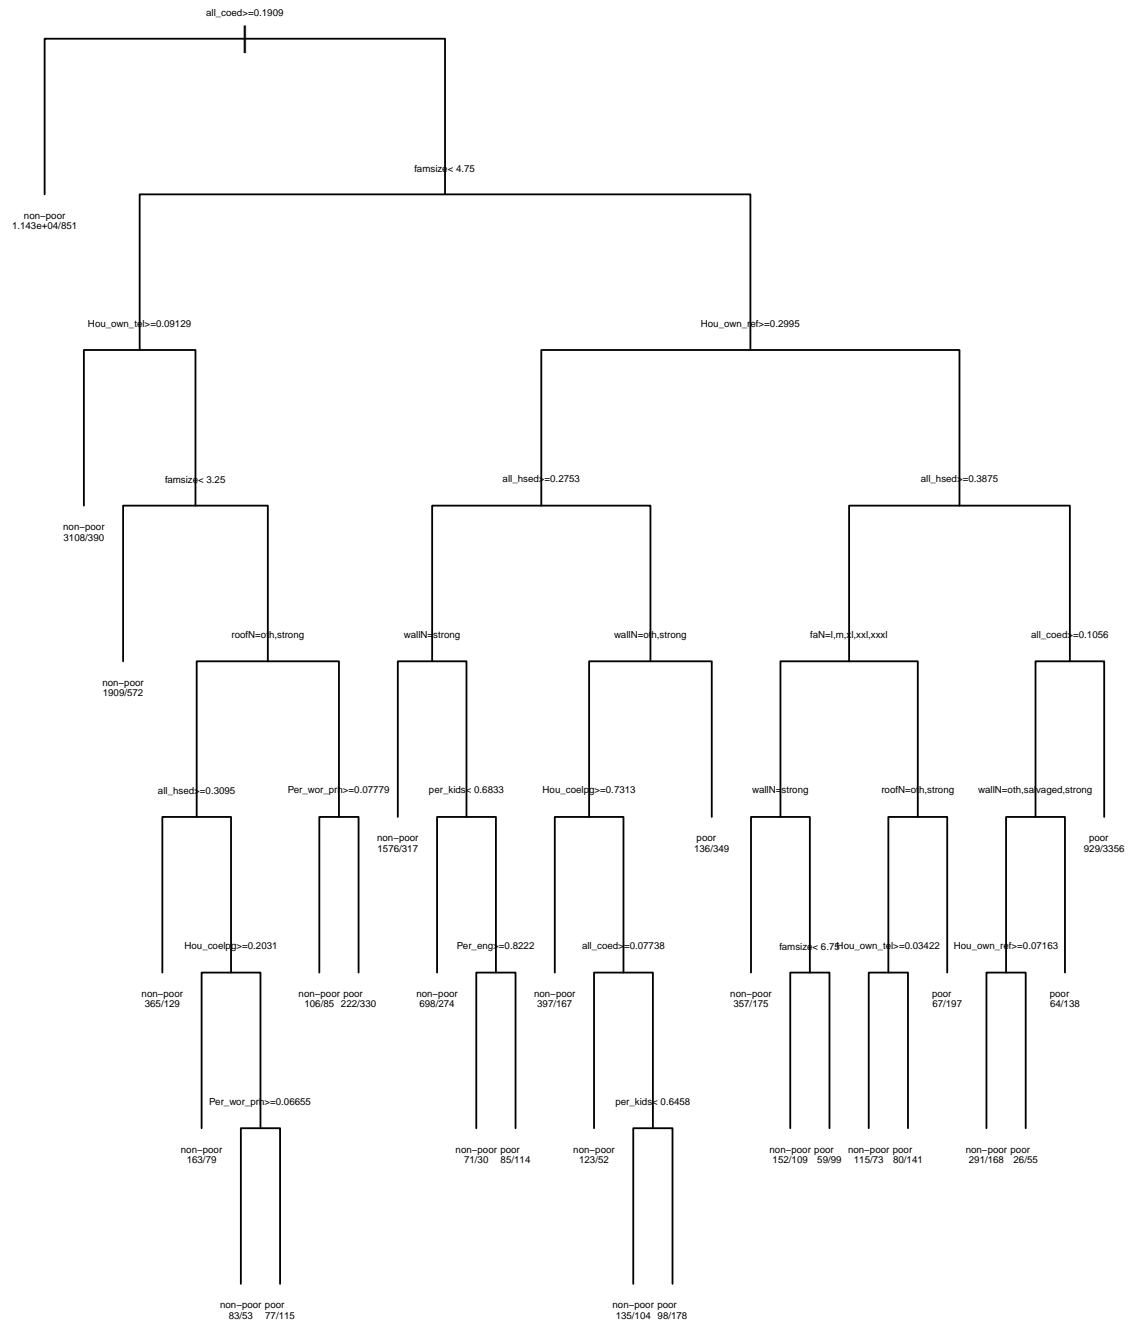 all_coed>=0.1909
famsize< 4.75
non−poor
1.143e+04/851
Hou_own_tel>=0.09129
Hou_own_ref>=0.2995
famsize< 3.25
all_hsed>=0.2753
all_hsed>=0.3875
non−poor
3108/390
roofN=oth,strong
wallN=strong
wallN=oth,strong
faN=l,m,xl,xxl,xxxl
all_coed>=0.1056
non−poor
1909/572
all_hsed>=0.3095
Per_wor_prn>=0.07779
per_kids< 0.6833
Hou_coelpg>=0.7313
wallN=strong
roofN=oth,strong
wallN=oth,salvaged,strong
non−poor
1576/317
poor
136/349
poor
929/3356
Hou_coelpg>=0.2031
Per_eng>=0.8222
all_coed>=0.07738
famsize< 6.75
Hou_own_tel>=0.03422
Hou_own_ref>=0.07163
non−poor
365/129
non−poor
106/85
poor
222/330
non−poor
698/274
non−poor
397/167
non−poor
357/175
poor
67/197
poor
64/138
Per_wor_prn>=0.06655
per_kids< 0.6458
non−poor
163/79
non−poor
71/30
poor
85/114
non−poor
123/52
non−poor
152/109
poor
59/99
non−poor
115/73
poor
80/141
non−poor
291/168
poor
26/55
non−poor
83/53
poor
77/115
non−poor
135/104
poor
98/178